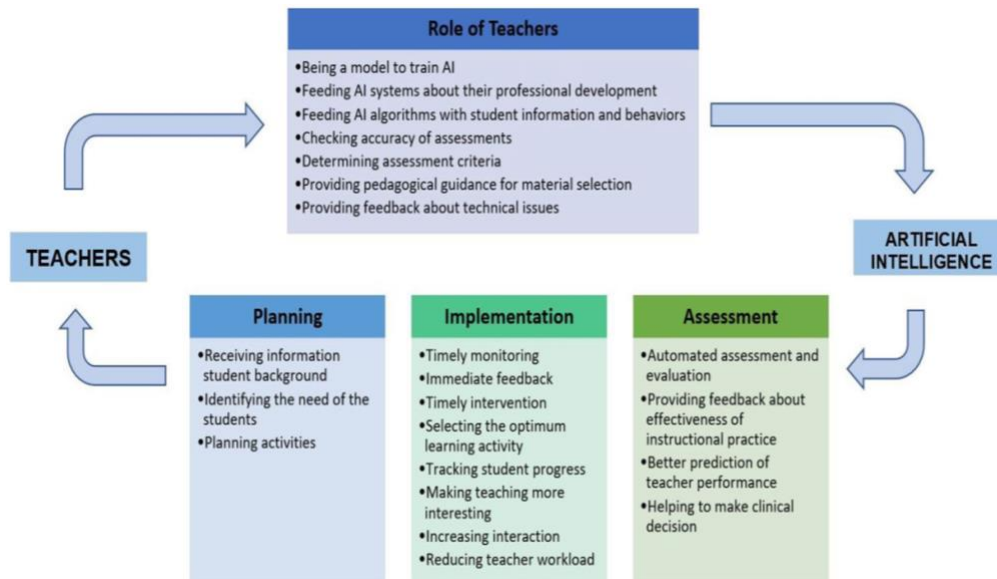 Role of Teachers
•Being a model to train AI
•Feeding AI systems about their professional development
•Feeding AI algorithms with student information and behaviors
•Checking accuracy of assessments
•Determining assessment criteria
•Providing pedagogical guidance for material selection
•Providing feedback about technical issues
TEACHERS
ARTIFICIAL
INTELLIGENCE
Planning
•Receiving information
student background
•Identifying the need of the
students
•Planning activities
Implementation
•Timely monitoring
•Immediate feedback
•Timely intervention
•Selecting the optimum
learning activity
•Tracking student progress
•Making teaching more
interesting
•Increasing interaction
•Reducing teacher workload
Assessment
•Automated assessment and
evaluation
•Providing feedback about
effectiveness of
instructional practice
•Better prediction of
teacher performance
•Helping to make clinical
decision